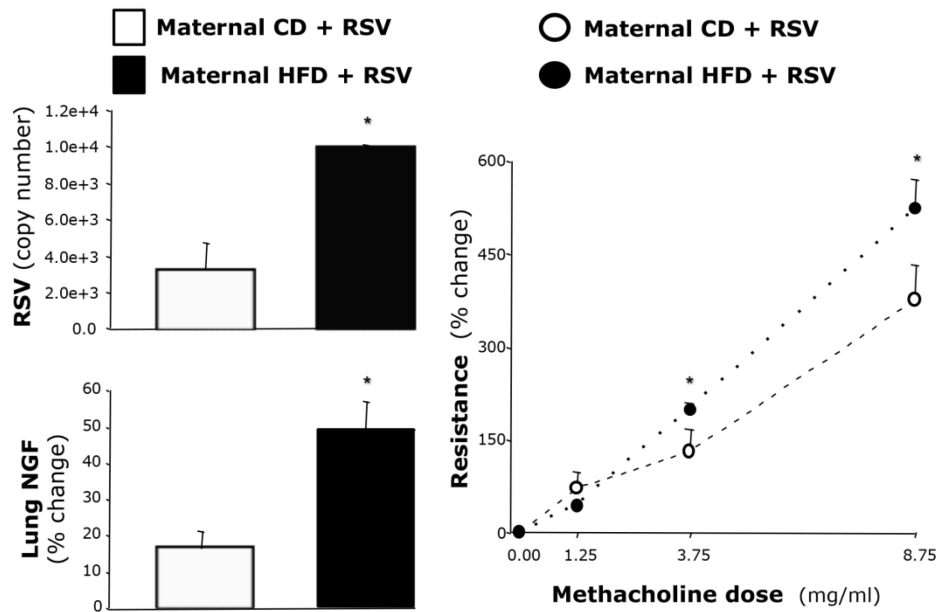 Maternal CD + RSV
Maternal HFD + RSV
RSV (copy number)
1.2e+4
*
1.0e+4
8.0e+3
6.0e+3
4.0e+3
2.0e+3
0.0
Lung NGF
(% change)
60
*
50
40
30
20
10
0
Maternal CD + RSV
Maternal HFD + RSV
Resistance (% change)
600
*
450
300
*
150
0
0.00 1.25 3.75 8.75
Methacholine dose (mg/ml)